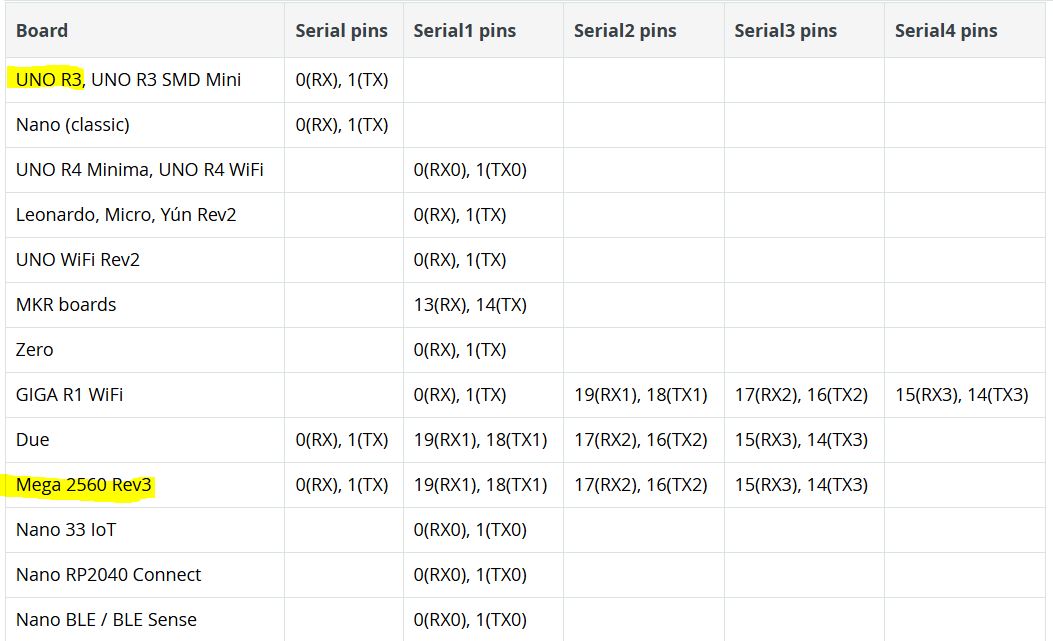 Board Serial pins Serial1 pins Serial2 pins Serial3 pins Serial4 pins
UNO R3, UNO R3 SMD Mini 0(RX), 1(TX)
Nano (classic) 0(RX), 1(TX)
UNO R4 Minima, UNO R4 WiFi 0(RX0), 1(TX0)
Leonardo, Micro, Yún Rev2 0(RX), 1(TX)
UNO WiFi Rev2 0(RX), 1(TX)
MKR boards 13(RX), 14(TX)
Zero 0(RX), 1(TX)
GIGA R1 WiFi 0(RX), 1(TX) 19(RX1), 18(TX1) 17(RX2), 16(TX2) 15(RX3), 14(TX3)
Due 0(RX), 1(TX) 19(RX1), 18(TX1) 17(RX2), 16(TX2) 15(RX3), 14(TX3)
Mega 2560 Rev3 0(RX), 1(TX) 19(RX1), 18(TX1) 17(RX2), 16(TX2) 15(RX3), 14(TX3)
Nano 33 IoT 0(RX0), 1(TX0)
Nano RP2040 Connect 0(RX0), 1(TX0)
Nano BLE / BLE Sense 0(RX0), 1(TX0)